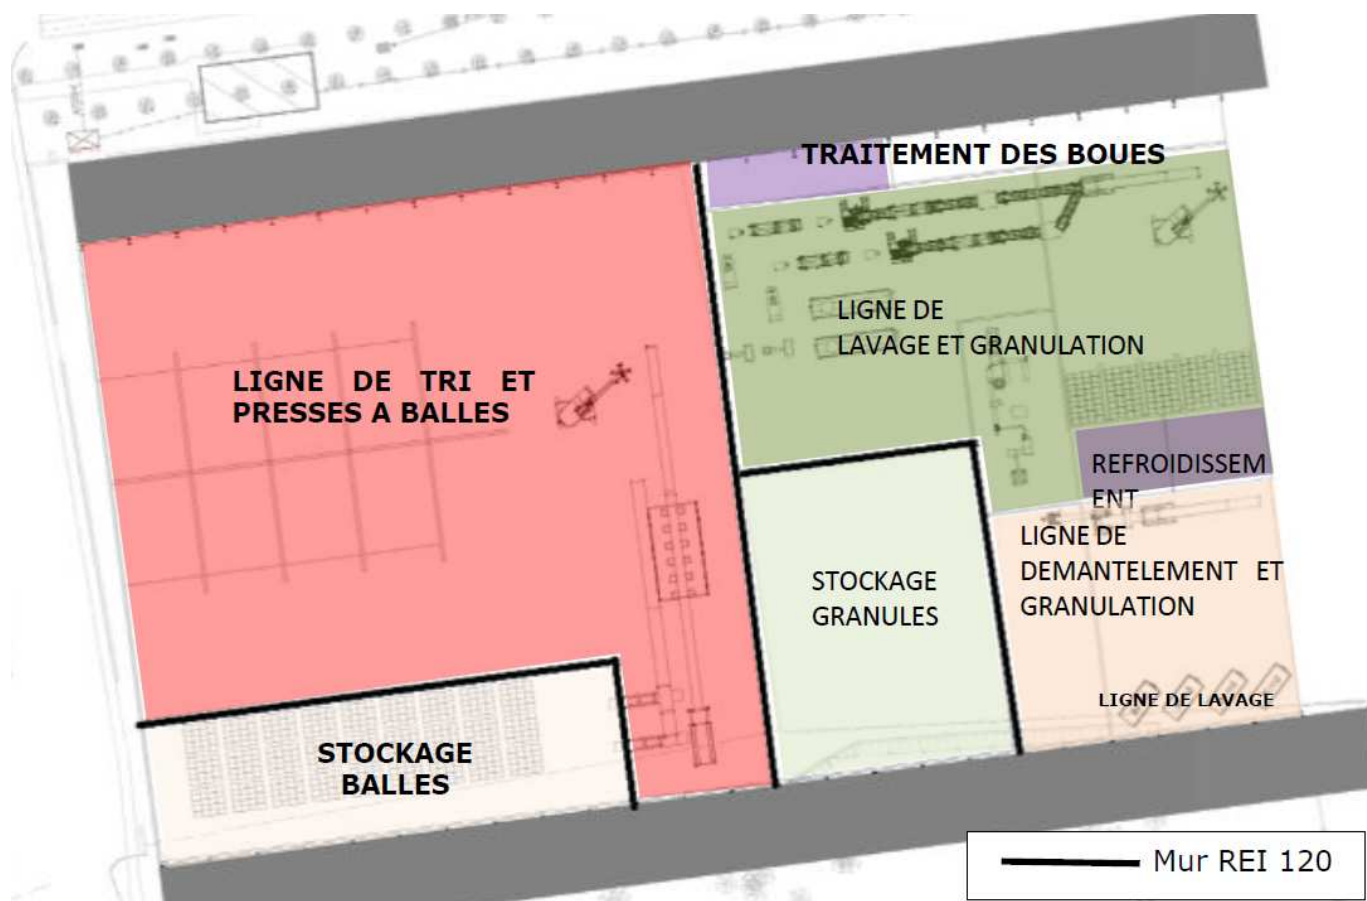 TRAITEMENT DES BOUES
LIGNE DE
LAVAGE ET GRANULATION
LIGNE DE TRI ET
PRESSES A BALLES
REFROIDISSEM
ENT
LIGNE DE
DEMANTELEMENT ET
GRANULATION
STOCKAGE
GRANULES
LIGNE DE LAVAGE
STOCKAGE
BALLES
Mur REI 120